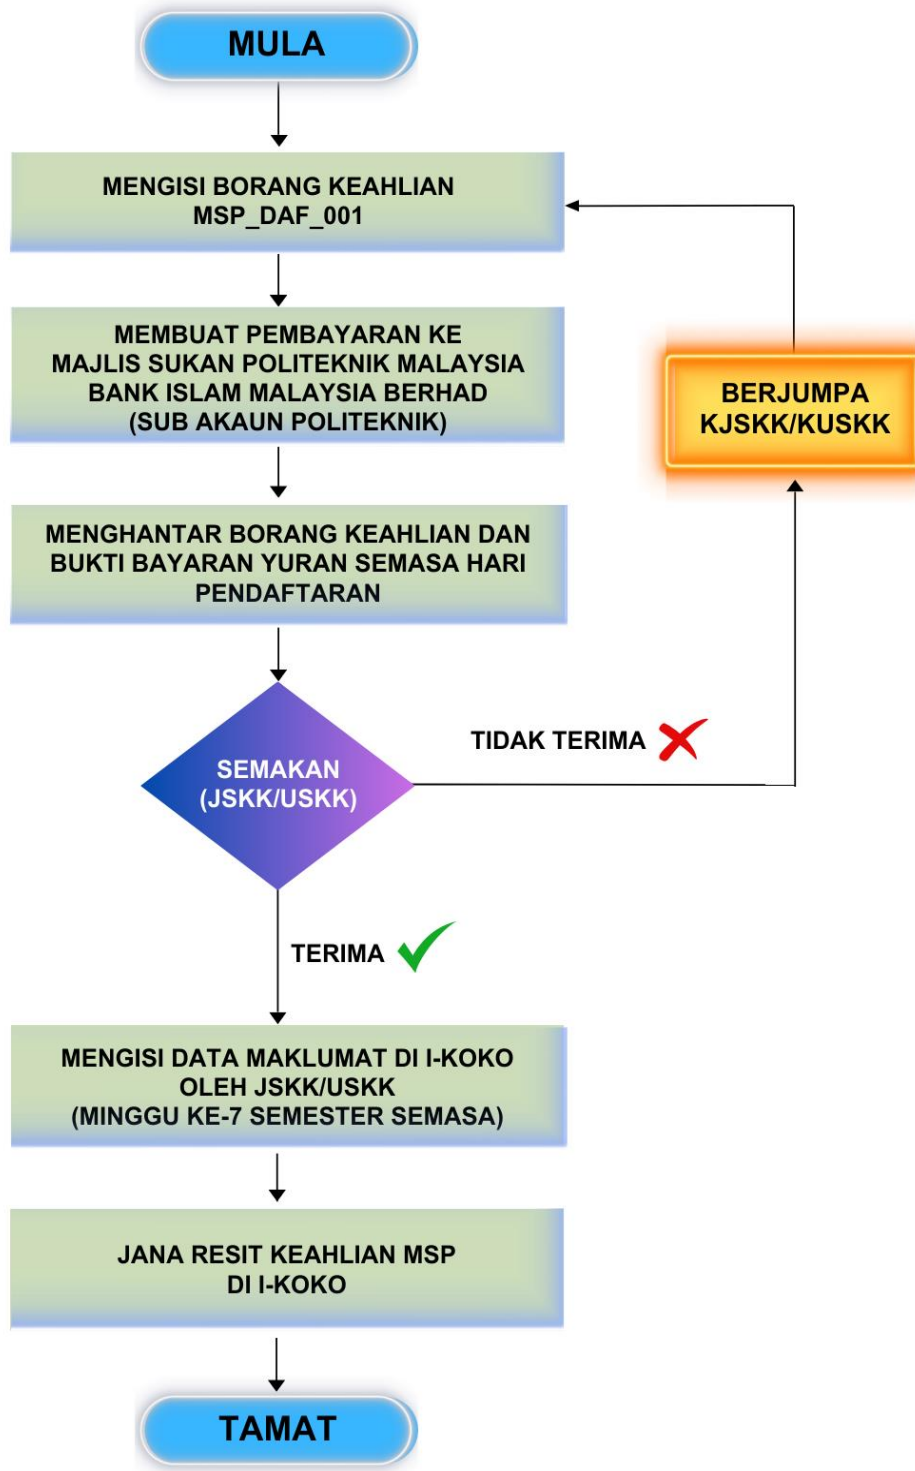 MULA
MENGISI BORANG KEAHLIAN
MSP_DAF_001
MEMBUAT PEMBAYARAN KE
MAJLIS SUKAN POLITEKNIK MALAYSIA
BANK ISLAM MALAYSIA BERHAD
(SUB AKAUN POLITEKNIK)
BERJUMPA
KJSKK/KUSKK
MENGHANTAR BORANG KEAHLIAN DAN
BUKTI BAYARAN YURAN SEMASA HARI
PENDAFTARAN
SEMAKAN
(JSKK/USKK)
TIDAK TERIMA
TERIMA
MENGISI DATA MAKLUMAT DI I-KOKO
OLEH JSKK/USKK
(MINGGU KE-7 SEMESTER SEMASA)
JANA RESIT KEAHLIAN MSP
DI I-KOKO
TAMAT